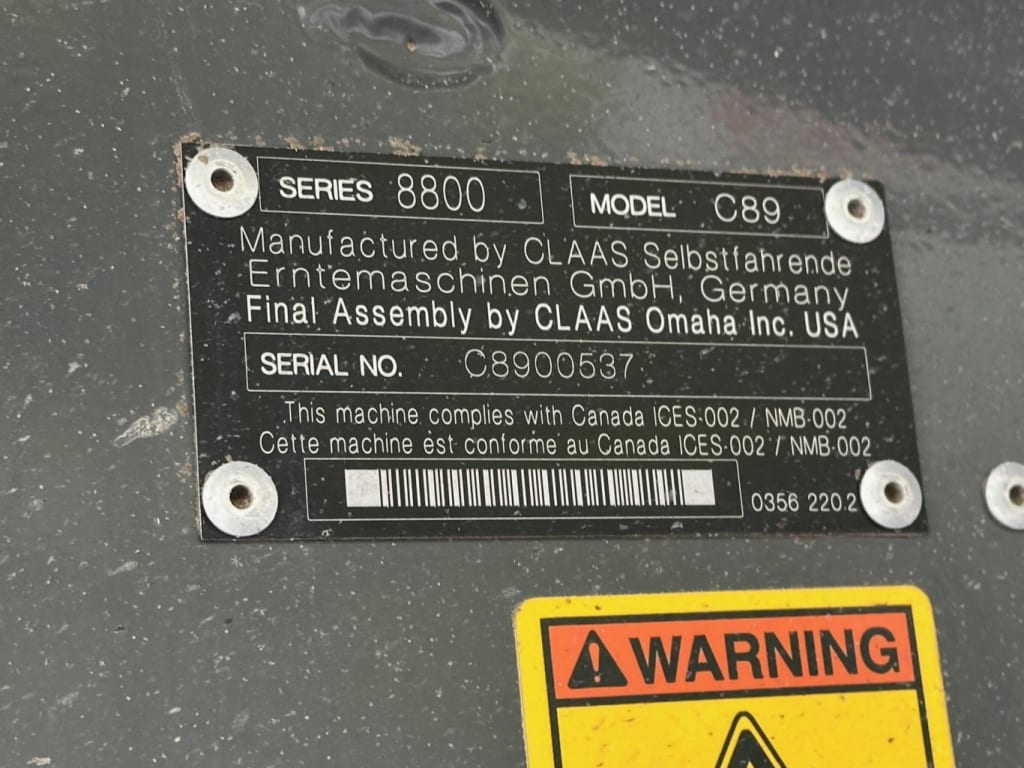 SERIES 8800 MODEL C89
Manufactured by CLAAS Selbstfahrende
Erntemaschinen GmbH, Germany
Final Assembly by CLAAS Omaha Inc. USA
SERIAL NO. C8900537
This machine complies with Canada ICES-002 / NMB-002
Cette machine est conforme au Canada ICES-002 / NMB-002
0356 220.2
WARNING